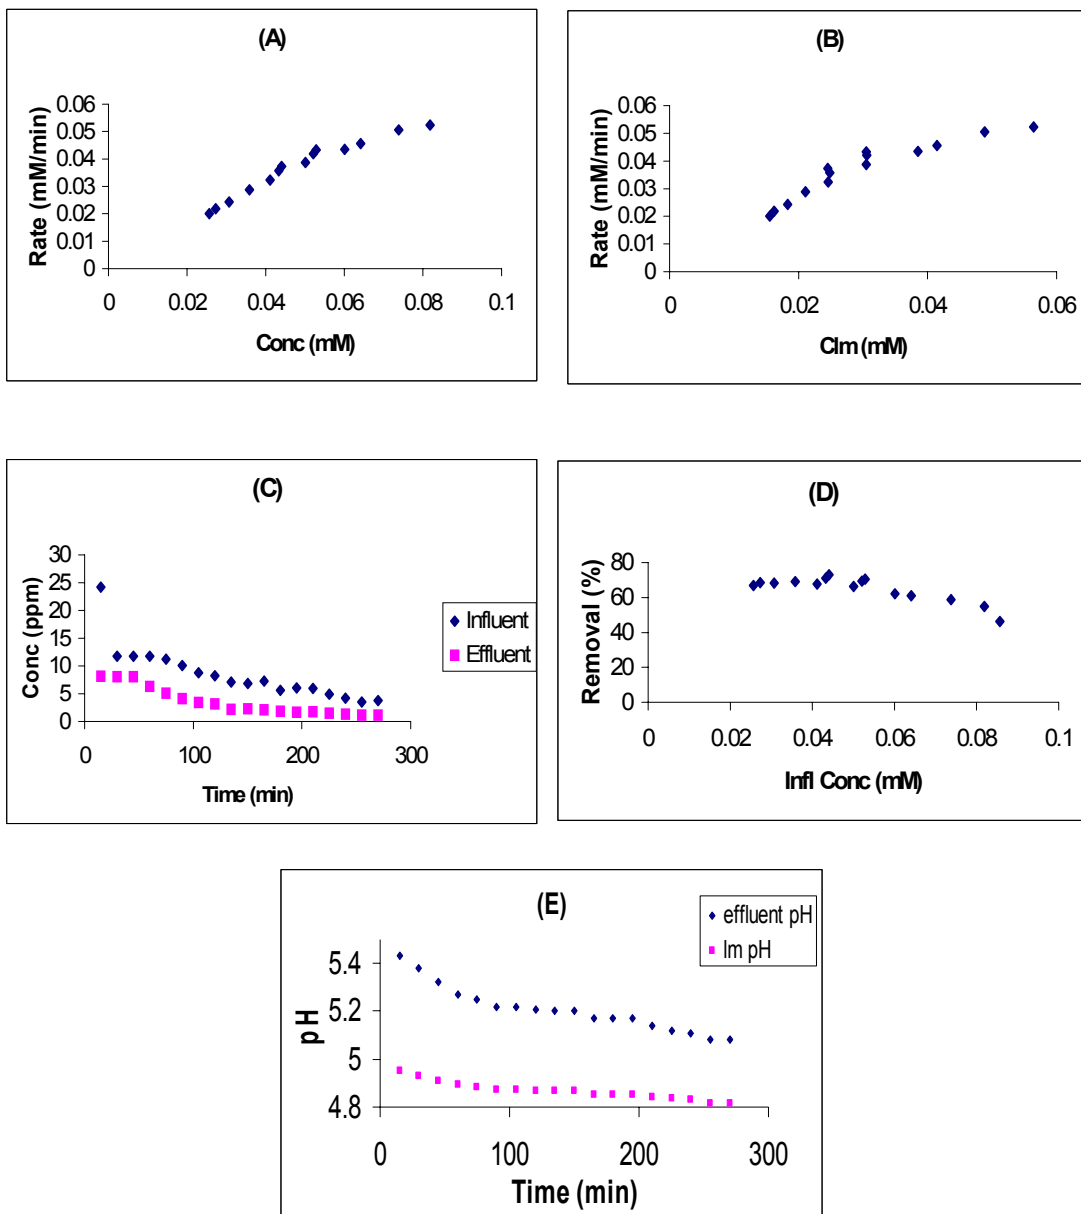 (A)
Rate (mM/min)
0.06
0.05
0.04
0.03
0.02
0.01
0
0 0.02 0.04 0.06 0.08 0.1
Conc (mM)
(B)
Rate (mM/min)
0.06
0.05
0.04
0.03
0.02
0.01
0
0 0.02 0.04 0.06
Clm (mM)
(C)
Conc (ppm)
30
25
20
15
10
5
0
0 100 200 300
Time (min)
Influent
Effluent
(D)
Removal (%)
80
60
40
20
0
0 0.02 0.04 0.06 0.08 0.1
Infl Conc (mM)
(E)
effluent pH
lm pH
pH
5.4
5.2
5
4.8
0 100 200 300
Time (min)